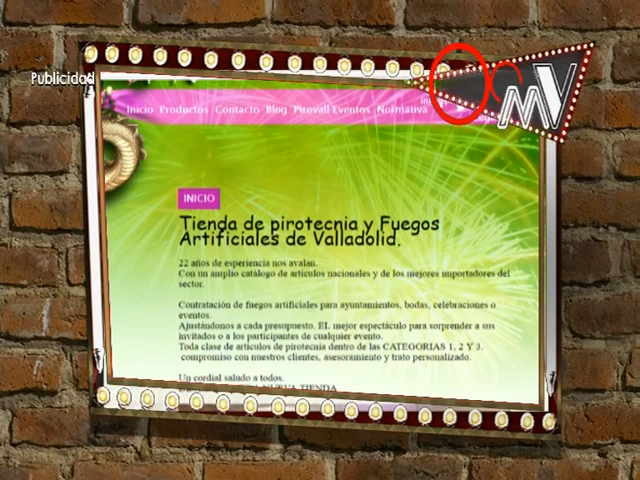 Publicidad
MV
Inicio Productos Contacto Blog Pirovall Eventos Normativa
INICIO
Tienda de pirotecnia y Fuegos
Artificiales de Valladolid.
22 años de experiencia nos avalan.
Con un amplio catálogo de artículos nacionales y de los mejores importadores del
sector.
Contratación de fuegos artificiales para ayuntamientos, bodas, celebraciones o
eventos.
Ajustándonos a cada presupuesto. EL mejor espectáculo para sorprender a sus
invitados o a los participantes de cualquier evento.
Toda clase de artículos de pirotecnia dentro de las CATEGORIAS 1, 2 Y 3.
compromiso con nuestros clientes, asesoramiento y trato personalizado.
Un cordial saludo a todos.
NUEVA TIENDA